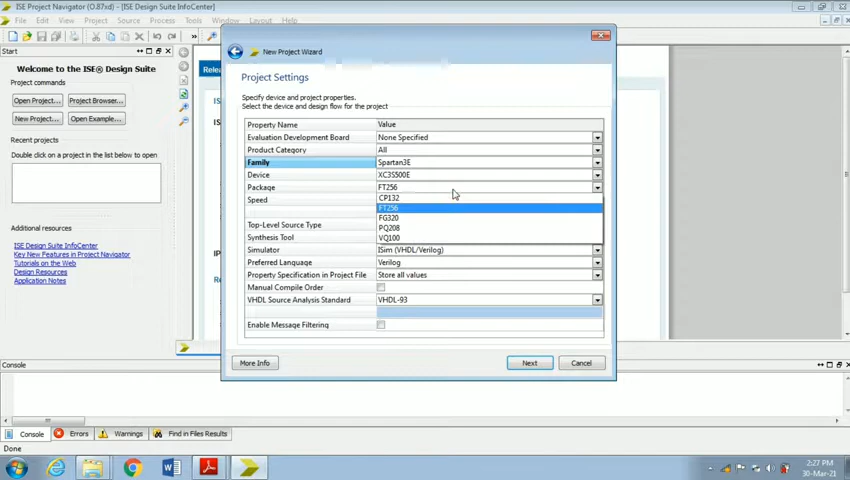 ISE Project Navigator (O.87xd) - [ISE Design Suite InfoCenter]
File Edit View Project Source Process Tools Window Layout Help
Start
Welcome to the ISE® Design Suite
Project commands
Open Project...
Project Browser...
New Project...
Open Example...
Recent projects
Double click on a project in the list below to open
Additional resources
ISE Design Suite InfoCenter
Key New Features in Project Navigator
Tutorials on the Web
Design Resources
Application Notes
New Project Wizard
Project Settings
Specify device and project properties.
Select the device and design flow for the project
Property Name Value
Evaluation Development Board None Specified
Product Category All
Family Spartan3E
Device XC3S500E
Package FT256
Speed
CP132
FT256
FG320
PQ208
VQ100
Top-Level Source Type
Synthesis Tool
Simulator ISim (VHDL/Verilog)
Preferred Language Verilog
Property Specification in Project File Store all values
Manual Compile Order
VHDL Source Analysis Standard VHDL-93
Enable Message Filtering
More Info
Next
Cancel
Console
Console Errors Warnings Find in Files Results
Done
2:27 PM
30-Mar-21